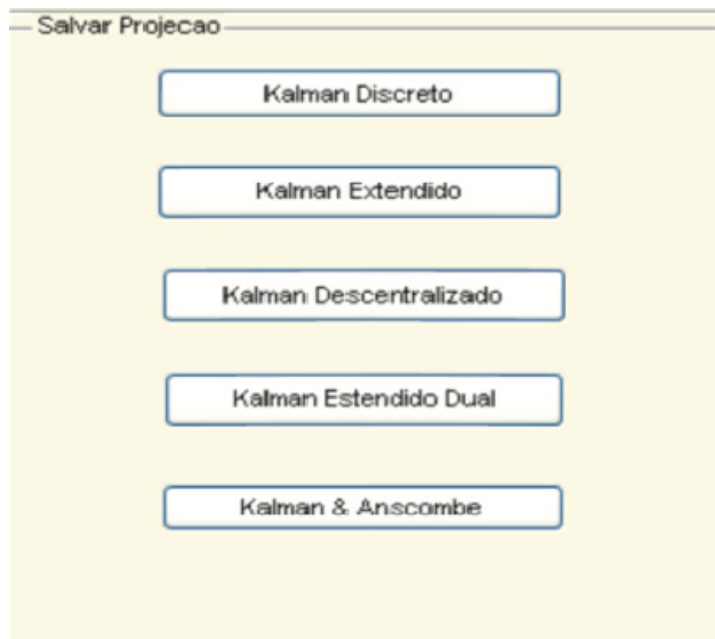 Salvar Projecao
Kalman Discreto
Kalman Extendido
Kalman Descentralizado
Kalman Estendido Dual
Kalman & Anscombe